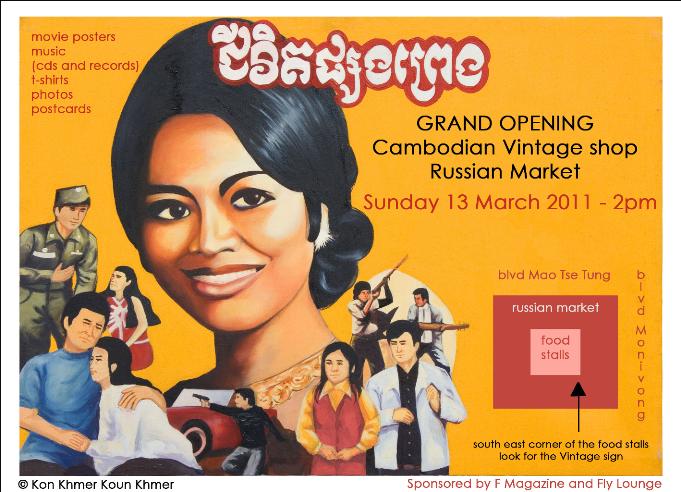 movie posters
music
(cds and records)
t-shirts
photos
postcards
ជីវិតផ្សងព្រេង
GRAND OPENING
Cambodian Vintage shop
Russian Market
Sunday 13 March 2011 - 2pm
blvd Mao Tse Tung
blvd Monivong
russian market
food
stalls
south east corner of the food stalls
look for the Vintage sign
© Kon Khmer Koun Khmer
Sponsored by F Magazine and Fly Lounge